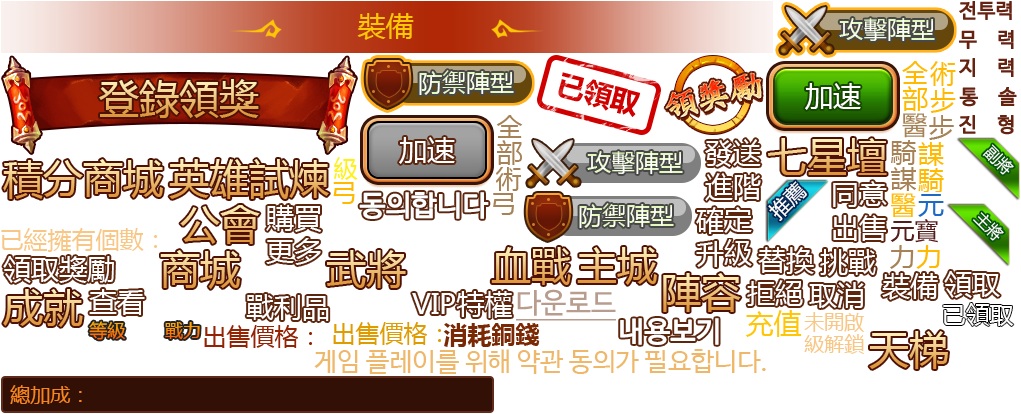 裝備
攻擊陣型
전투력
무 력
지 력
통 솔
진 형
登錄領獎
防禦陣型
已領取
領獎勵
加速
全術
部步
醫步
積分商城
英雄試煉
級
弓
加速
全
部
術
弓
攻擊陣型
發送
進階
七星壇
騎謀
謀騎
醫元
元寶
力力
副將
동의합니다
防禦陣型
推薦
同意
主將
公會
購買
更多
確定
出售
已經擁有個數：
升級
替換
挑戰
領取獎勵
商城
武將
血戰
主城
陣容
裝備
領取
成就
查看
戰利品
VIP特權
다운로드
拒絕
取消
已領取
等級
戰力
出售價格：
出售價格：
消耗銅錢
내용보기
充值
未開啟
級解鎖
天梯
게임 플레이를 위해 약관 동의가 필요합니다.
總加成：